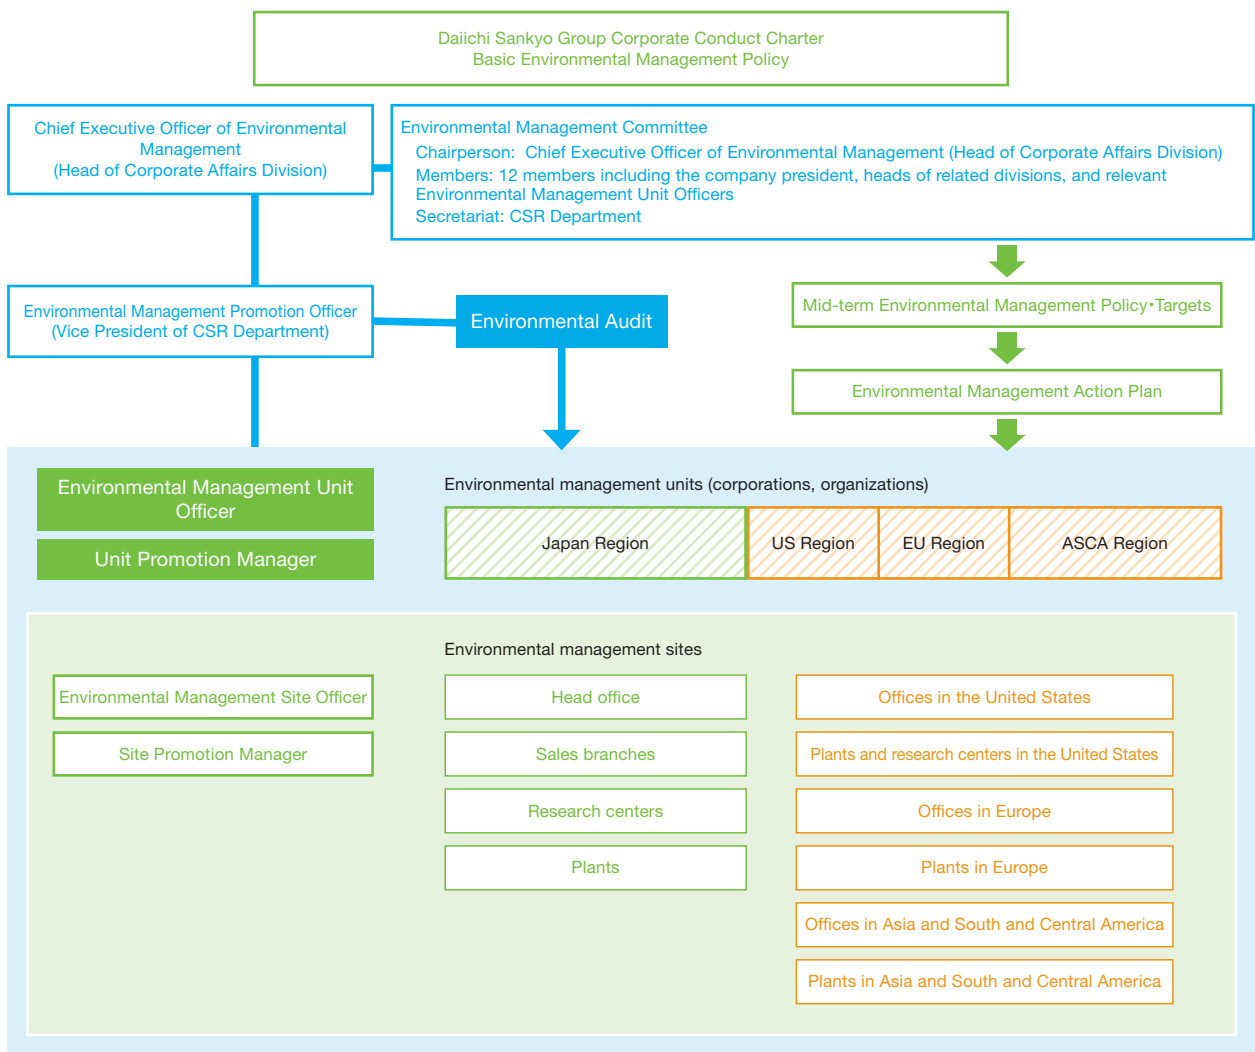 Daiichi Sankyo Group Corporate Conduct Charter
Basic Environmental Management Policy
Chief Executive Officer of Environmental
Management
(Head of Corporate Affairs Division)
Environmental Management Committee
Chairperson: Chief Executive Officer of Environmental Management (Head of Corporate Affairs Division)
Members: 12 members including the company president, heads of related divisions, and relevant
Environmental Management Unit Officers
Secretariat: CSR Department
Environmental Management Promotion Officer
(Vice President of CSR Department)
Environmental Audit
Mid-term Environmental Management Policy・Targets
Environmental Management Action Plan
Environmental Management Unit
Officer
Unit Promotion Manager
Environmental management units (corporations, organizations)
Japan Region
US Region
EU Region
ASCA Region
Environmental management sites
Environmental Management Site Officer
Site Promotion Manager
Head office
Sales branches
Research centers
Plants
Offices in the United States
Plants and research centers in the United States
Offices in Europe
Plants in Europe
Offices in Asia and South and Central America
Plants in Asia and South and Central America